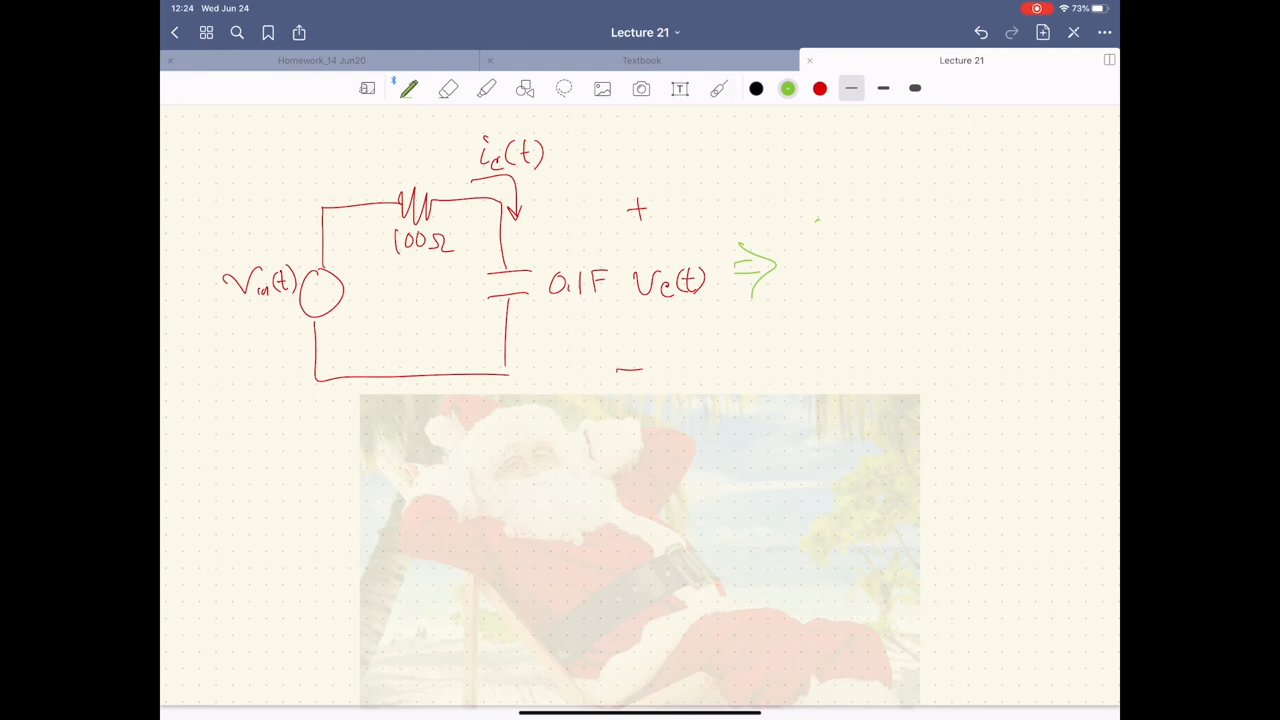 12:24 Wed Jun 24
73%
Lecture 21
Homework_14 Jun20
Textbook
Lecture 21
i_c(t)
100Ω
V_in(t)
0.1F
V_c(t)
+
−
⇒